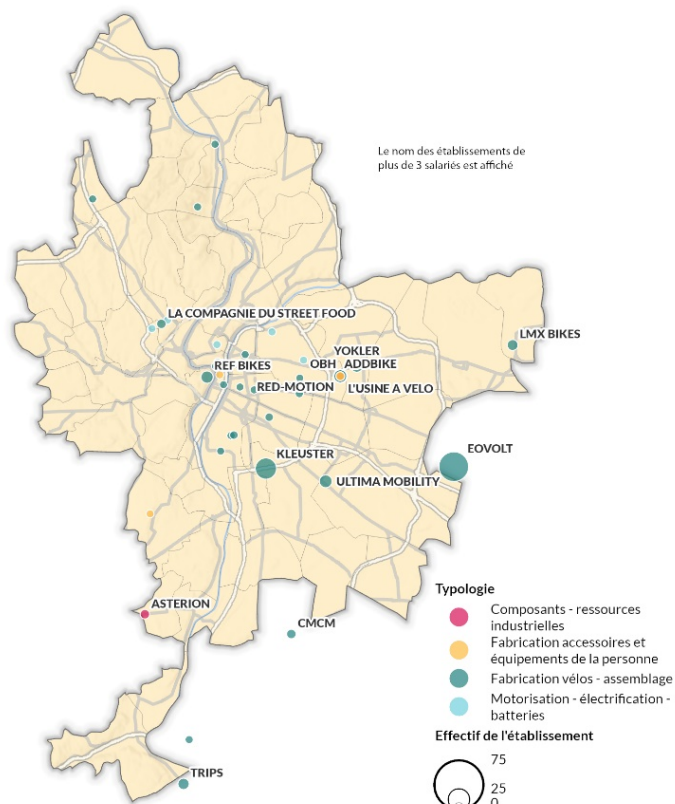 Le nom des établissements de
plus de 3 salariés est affiché
LA COMPAGNIE DU STREET FOOD
LMX BIKES
YOKLER
REF BIKES
OBH
ADDBIKE
RED-MOTION
L'USINE A VELO
KLEUSTER
EOVOLT
ULTIMA MOBILITY
ASTERION
CMCM
TRIPS
Typologie
Composants - ressources
industrielles
Fabrication accessoires et
équipements de la personne
Fabrication vélos - assemblage
Motorisation - électrification -
batteries
Effectif de l'établissement
75
25
0